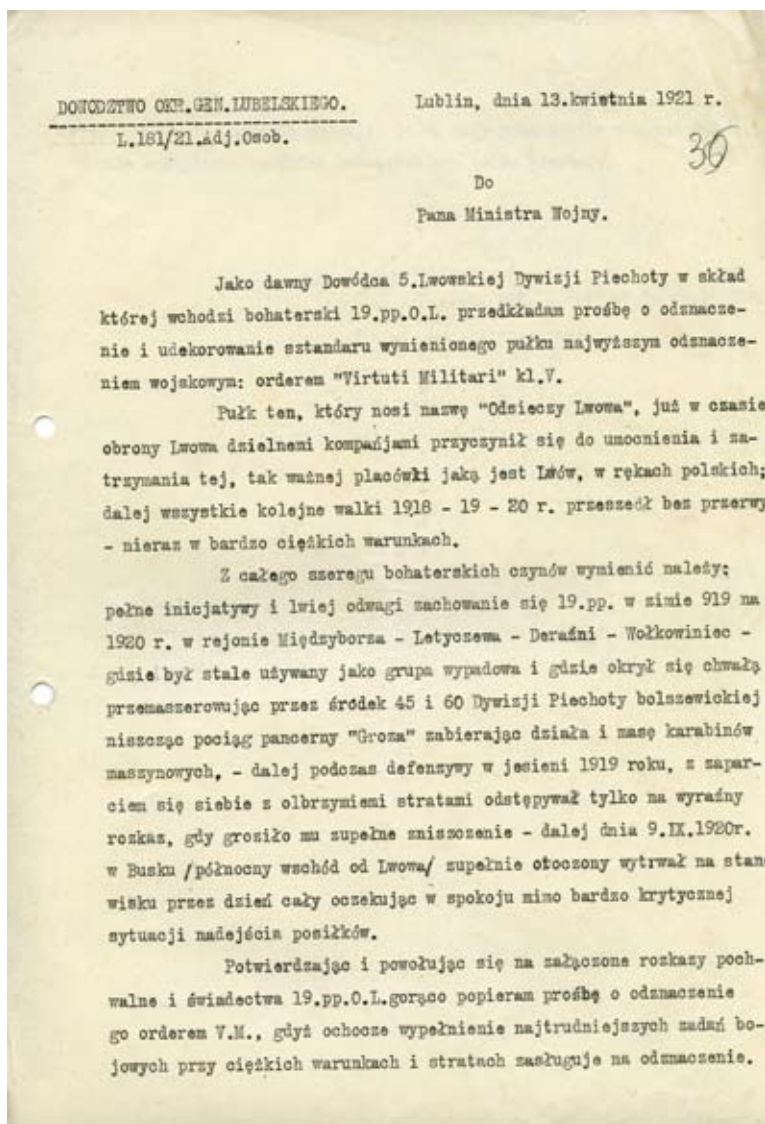 DOWODZTWO OKR.GEN.LUBELSKIEGO.
Lublin, dnia 13.kwietnia 1921 r.
L.181/21.Adj.Osob.
36
Do
Pana Ministra Wojny.
Jako dawny Dowódca 5.Lwowskiej Dywizji Piechoty w skład
której wchodzi bohaterski 19.pp.O.L. przedkładam prośbę o odznacze-
nie i udekorowanie sztandaru wymienionego pułku najwyższym odznacze-
niem wojskowym: orderem "Virtuti Militari" kl.V.
Pułk ten, który nosi nazwę "Odsieczy Lwowa", już w czasie
obrony Lwowa dzielnemi kompańjami przyczynił się do umocnienia i za-
trzymania tej, tak ważnej placówki jaką jest Lwów, w rękach polskich;
dalej wszystkie kolejne walki 1918 - 19 - 20 r. przeszedł bez przerwy
- nieraz w bardzo ciężkich warunkach.
Z całego szeregu bohaterskich czynów wymienić należy:
pełne inicjatywy i lwiej odwagi zachowanie się 19.pp. w zimie 919 na
1920 r. w rejonie Międzyborza - Letyczewa - Deraźni - Wołkowiniec -
gdzie był stale używany jako grupa wypadowa i gdzie okrył się chwałą
przemaszerowując przez środek 45 i 60 Dywizji Piechoty bolszewickiej
niszcząc pociąg pancerny "Groza" zabierając działa i masę karabinów
maszynowych, - dalej podczas defenzywy w jesieni 1919 roku, z zapar-
ciem się siebie z olbrzymiemi stratami odstępywał tylko na wyraźny
rozkaz, gdy groziło mu zupełne zniszczenie - dalej dnia 9.IX.1920r.
w Busku /północny wschód od Lwowa/ zupełnie otoczony wytrwał na stano
wisku przez dzień cały oczekując w spokoju mimo bardzo krytycznej
sytuacji nadejścia posiłków.
Potwierdzając i powołując się na załączone rozkazy poch-
walne i świadectwa 19.pp.O.L.gorąco popieram prośbę o odznaczenie
go orderem V.M., gdyż ochocze wypełnienie najtrudniejszych zadań bo-
jowych przy ciężkich warunkach i stratach zasługuje na odznaczenie.